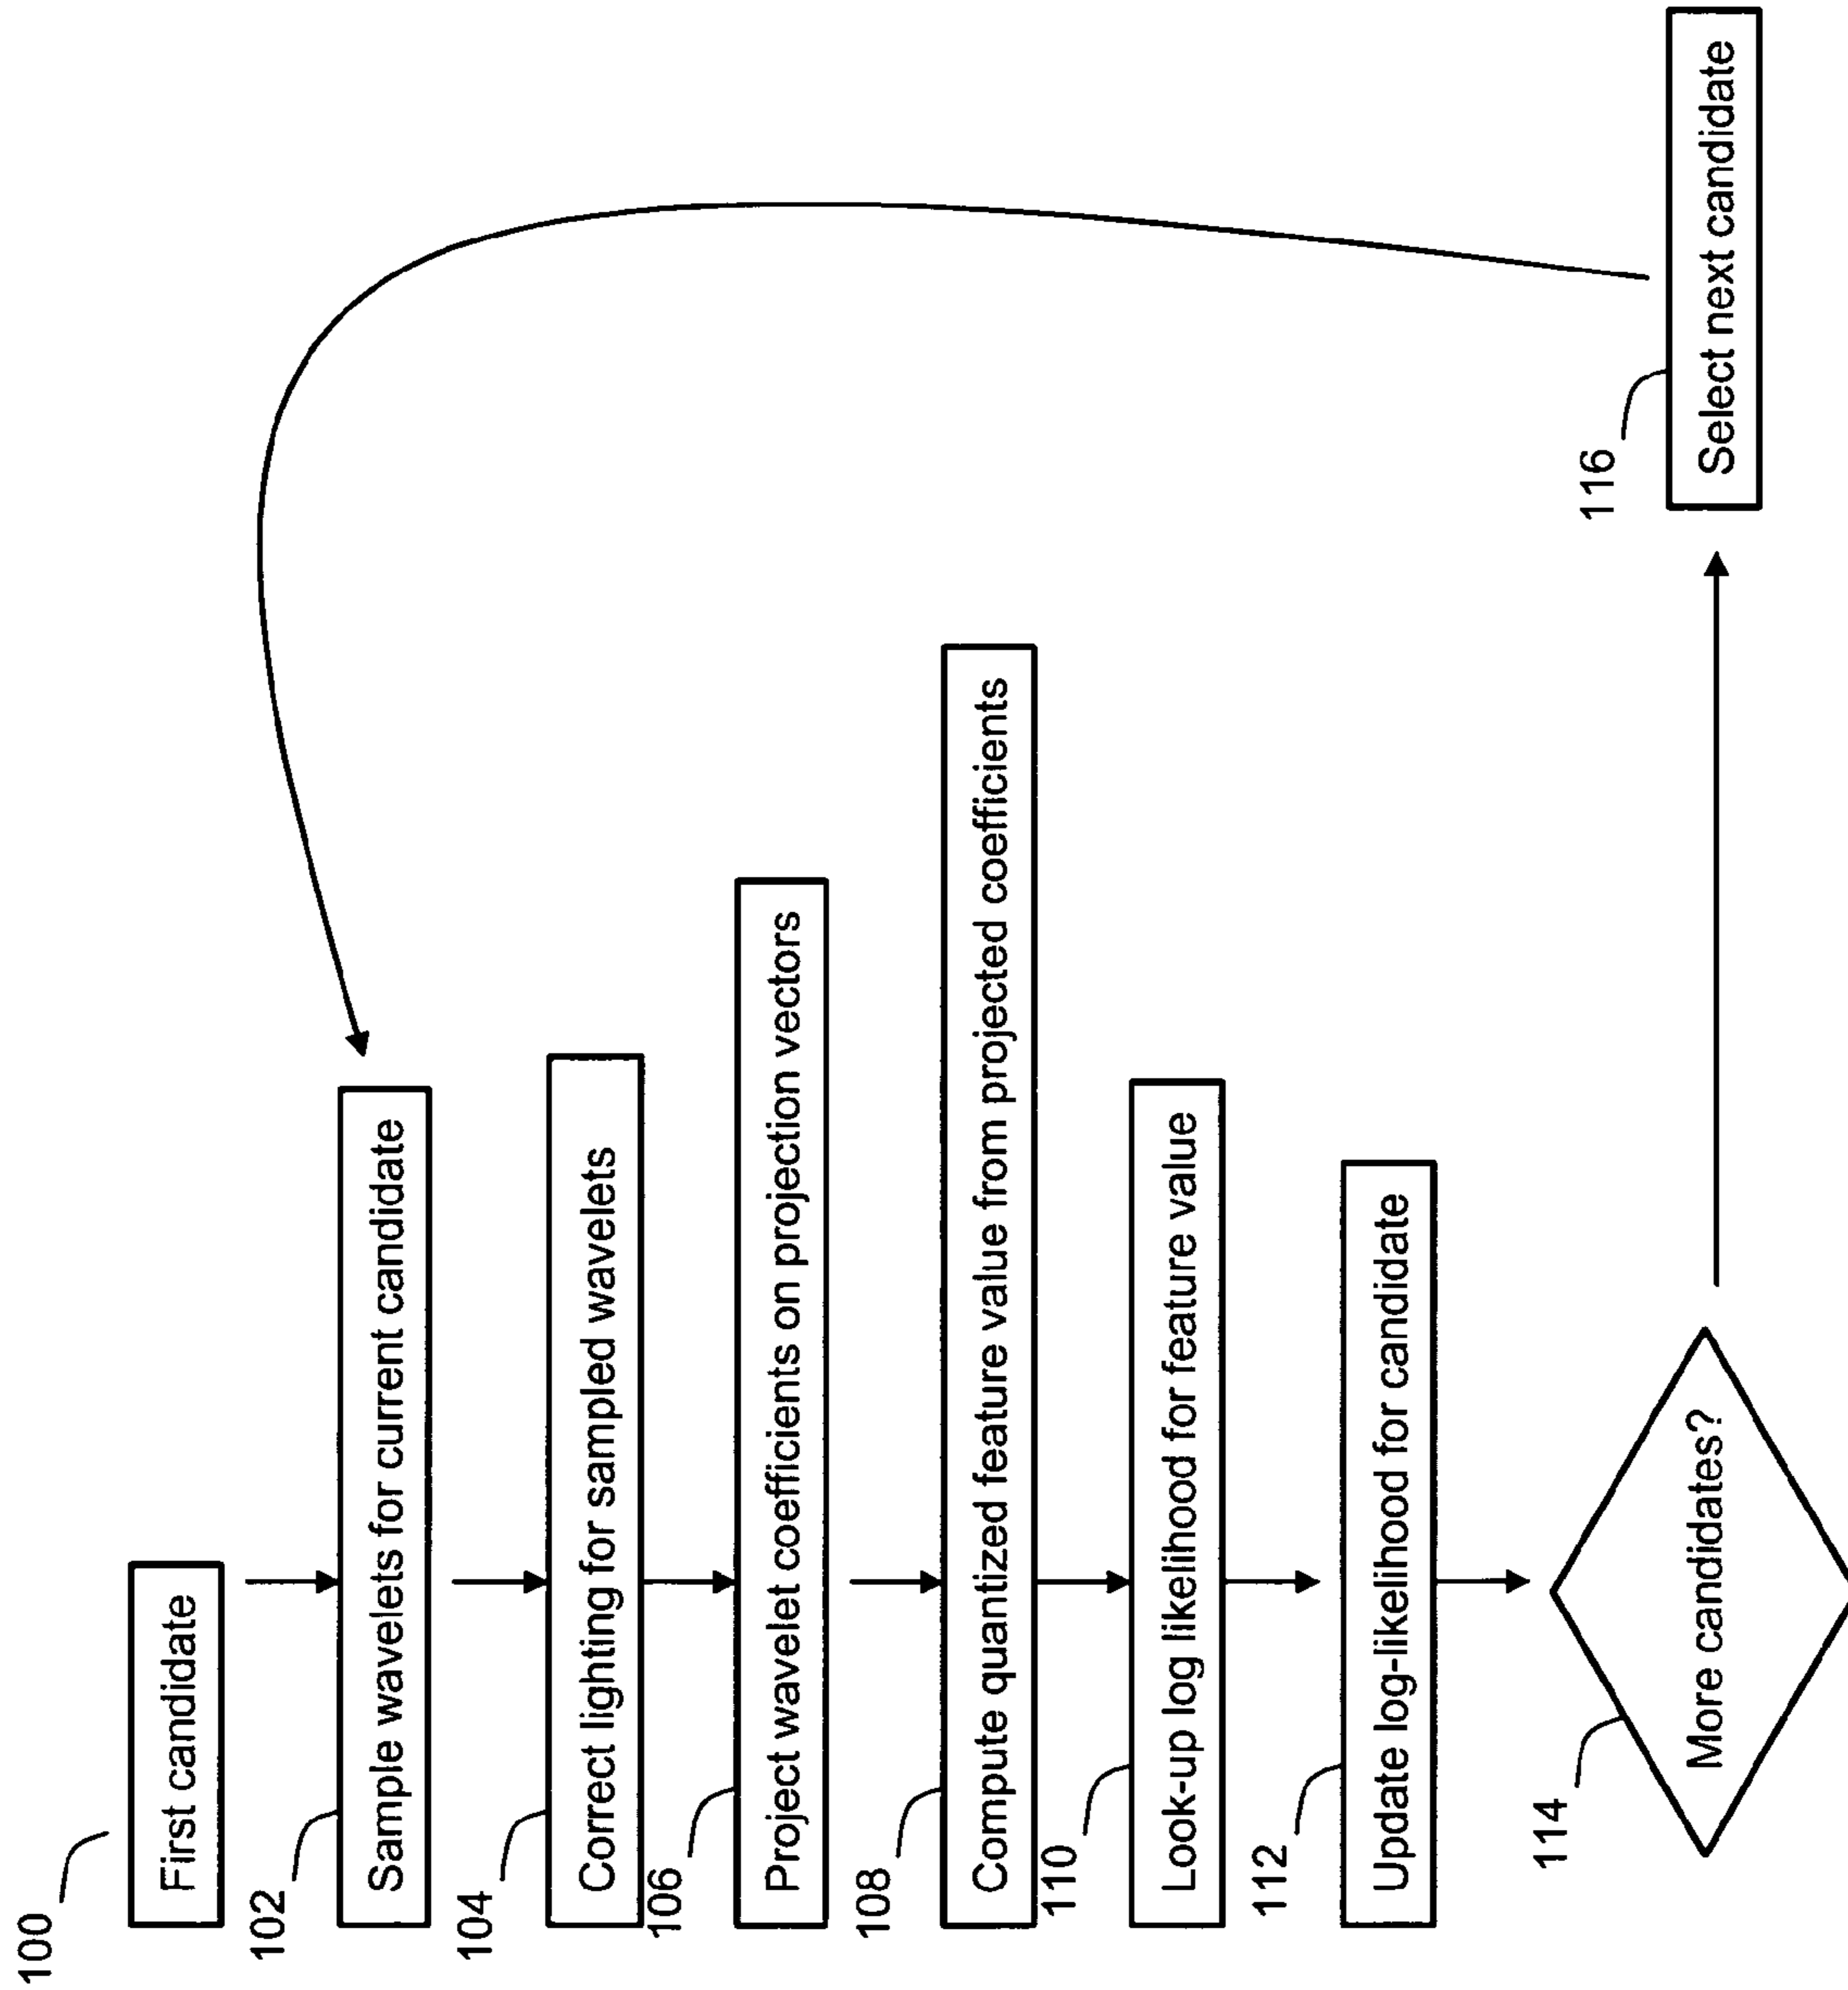 100
First candidate
102
Sample wavelets for current candidate
104
Correct lighting for sampled wavelets
106
Project wavelet coefficients on projection vectors
108
Compute quantized feature value from projected coefficients
110
Look-up log likelihood for feature value
112
Update log-likelihood for candidate
114
More candidates?
116
Select next candidate